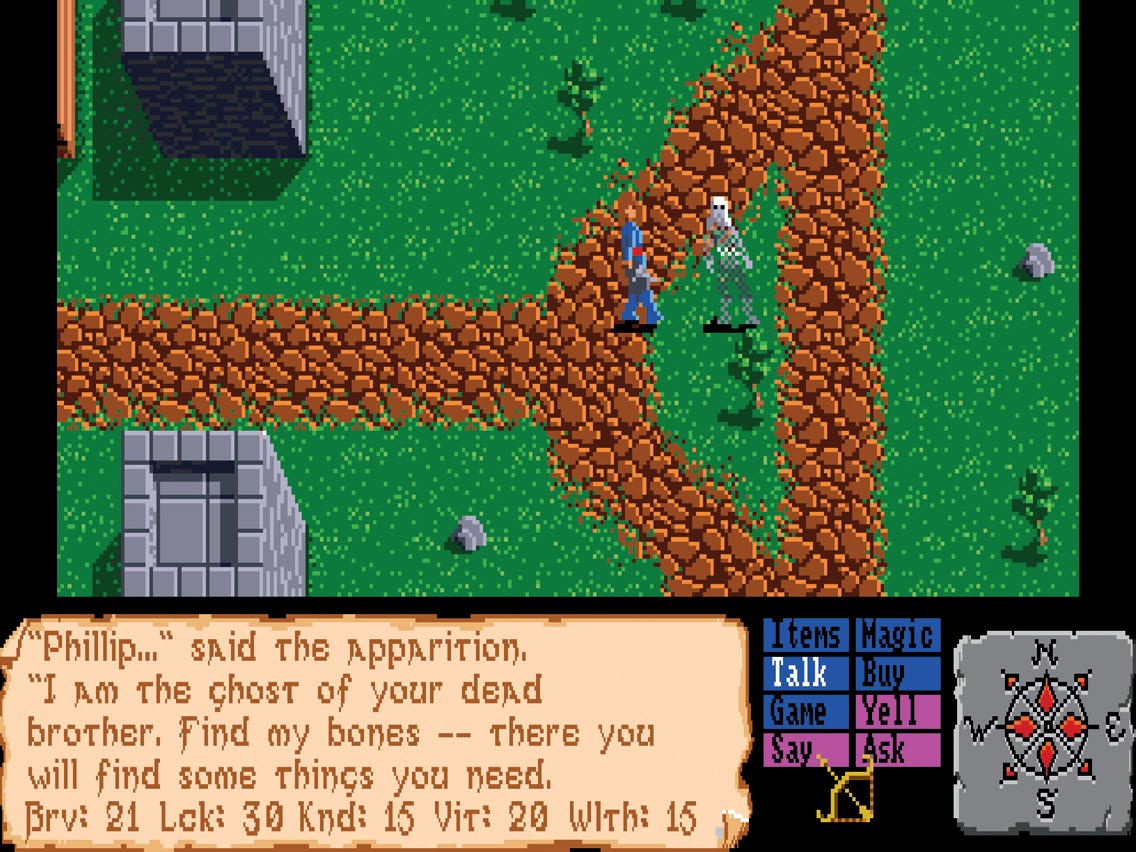 "Phillip..." said the apparition.
"I am the ghost of your dead
brother. Find my bones -- there you
will find some things you need.
Brv: 21 Lck: 30 Knd: 15 Vit: 20 Wlth: 15
Items Magic
Talk Buy
Game Yell
Say Ask
N
W E
S